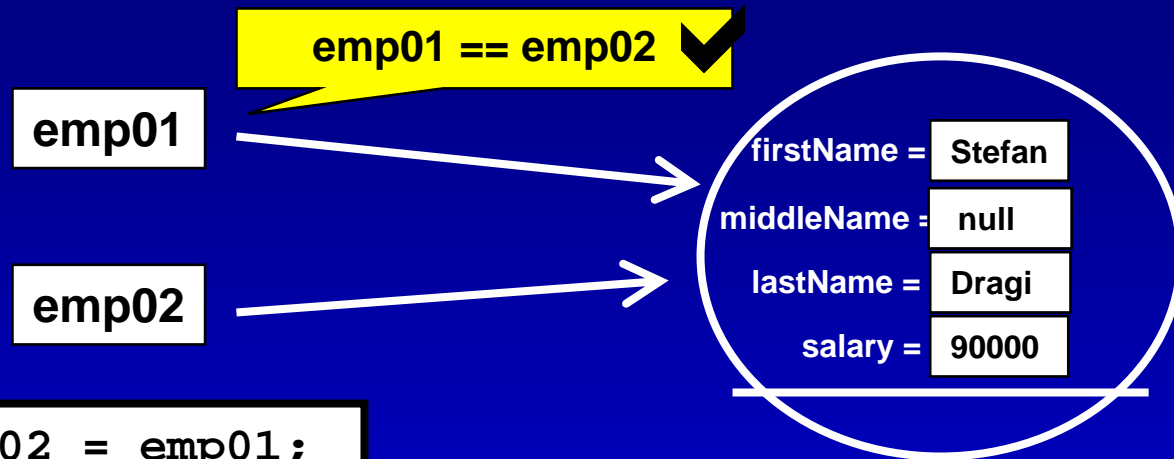 emp01 == emp02
emp01
firstName = Stefan
middleName = null
emp02
lastName = Dragi
salary = 90000
02 = emp01;